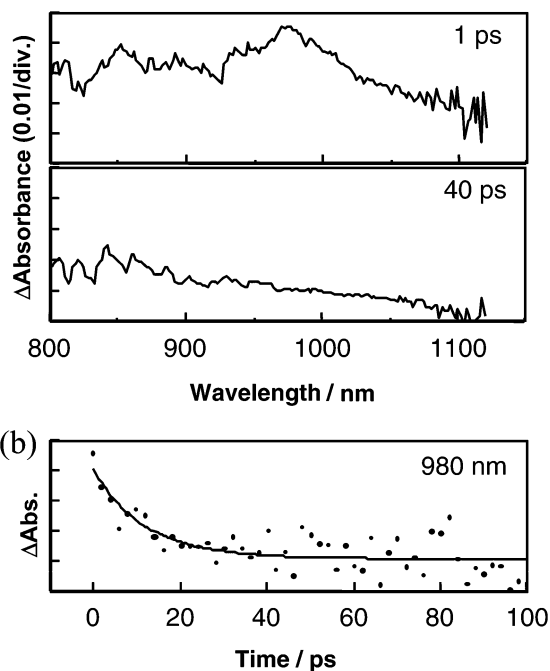 1 ps
40 ps
ΔAbsorbance (0.01/div.)
800 900 1000 1100
Wavelength / nm
(b)
980 nm
ΔAbs.
0 20 40 60 80 100
Time / ps